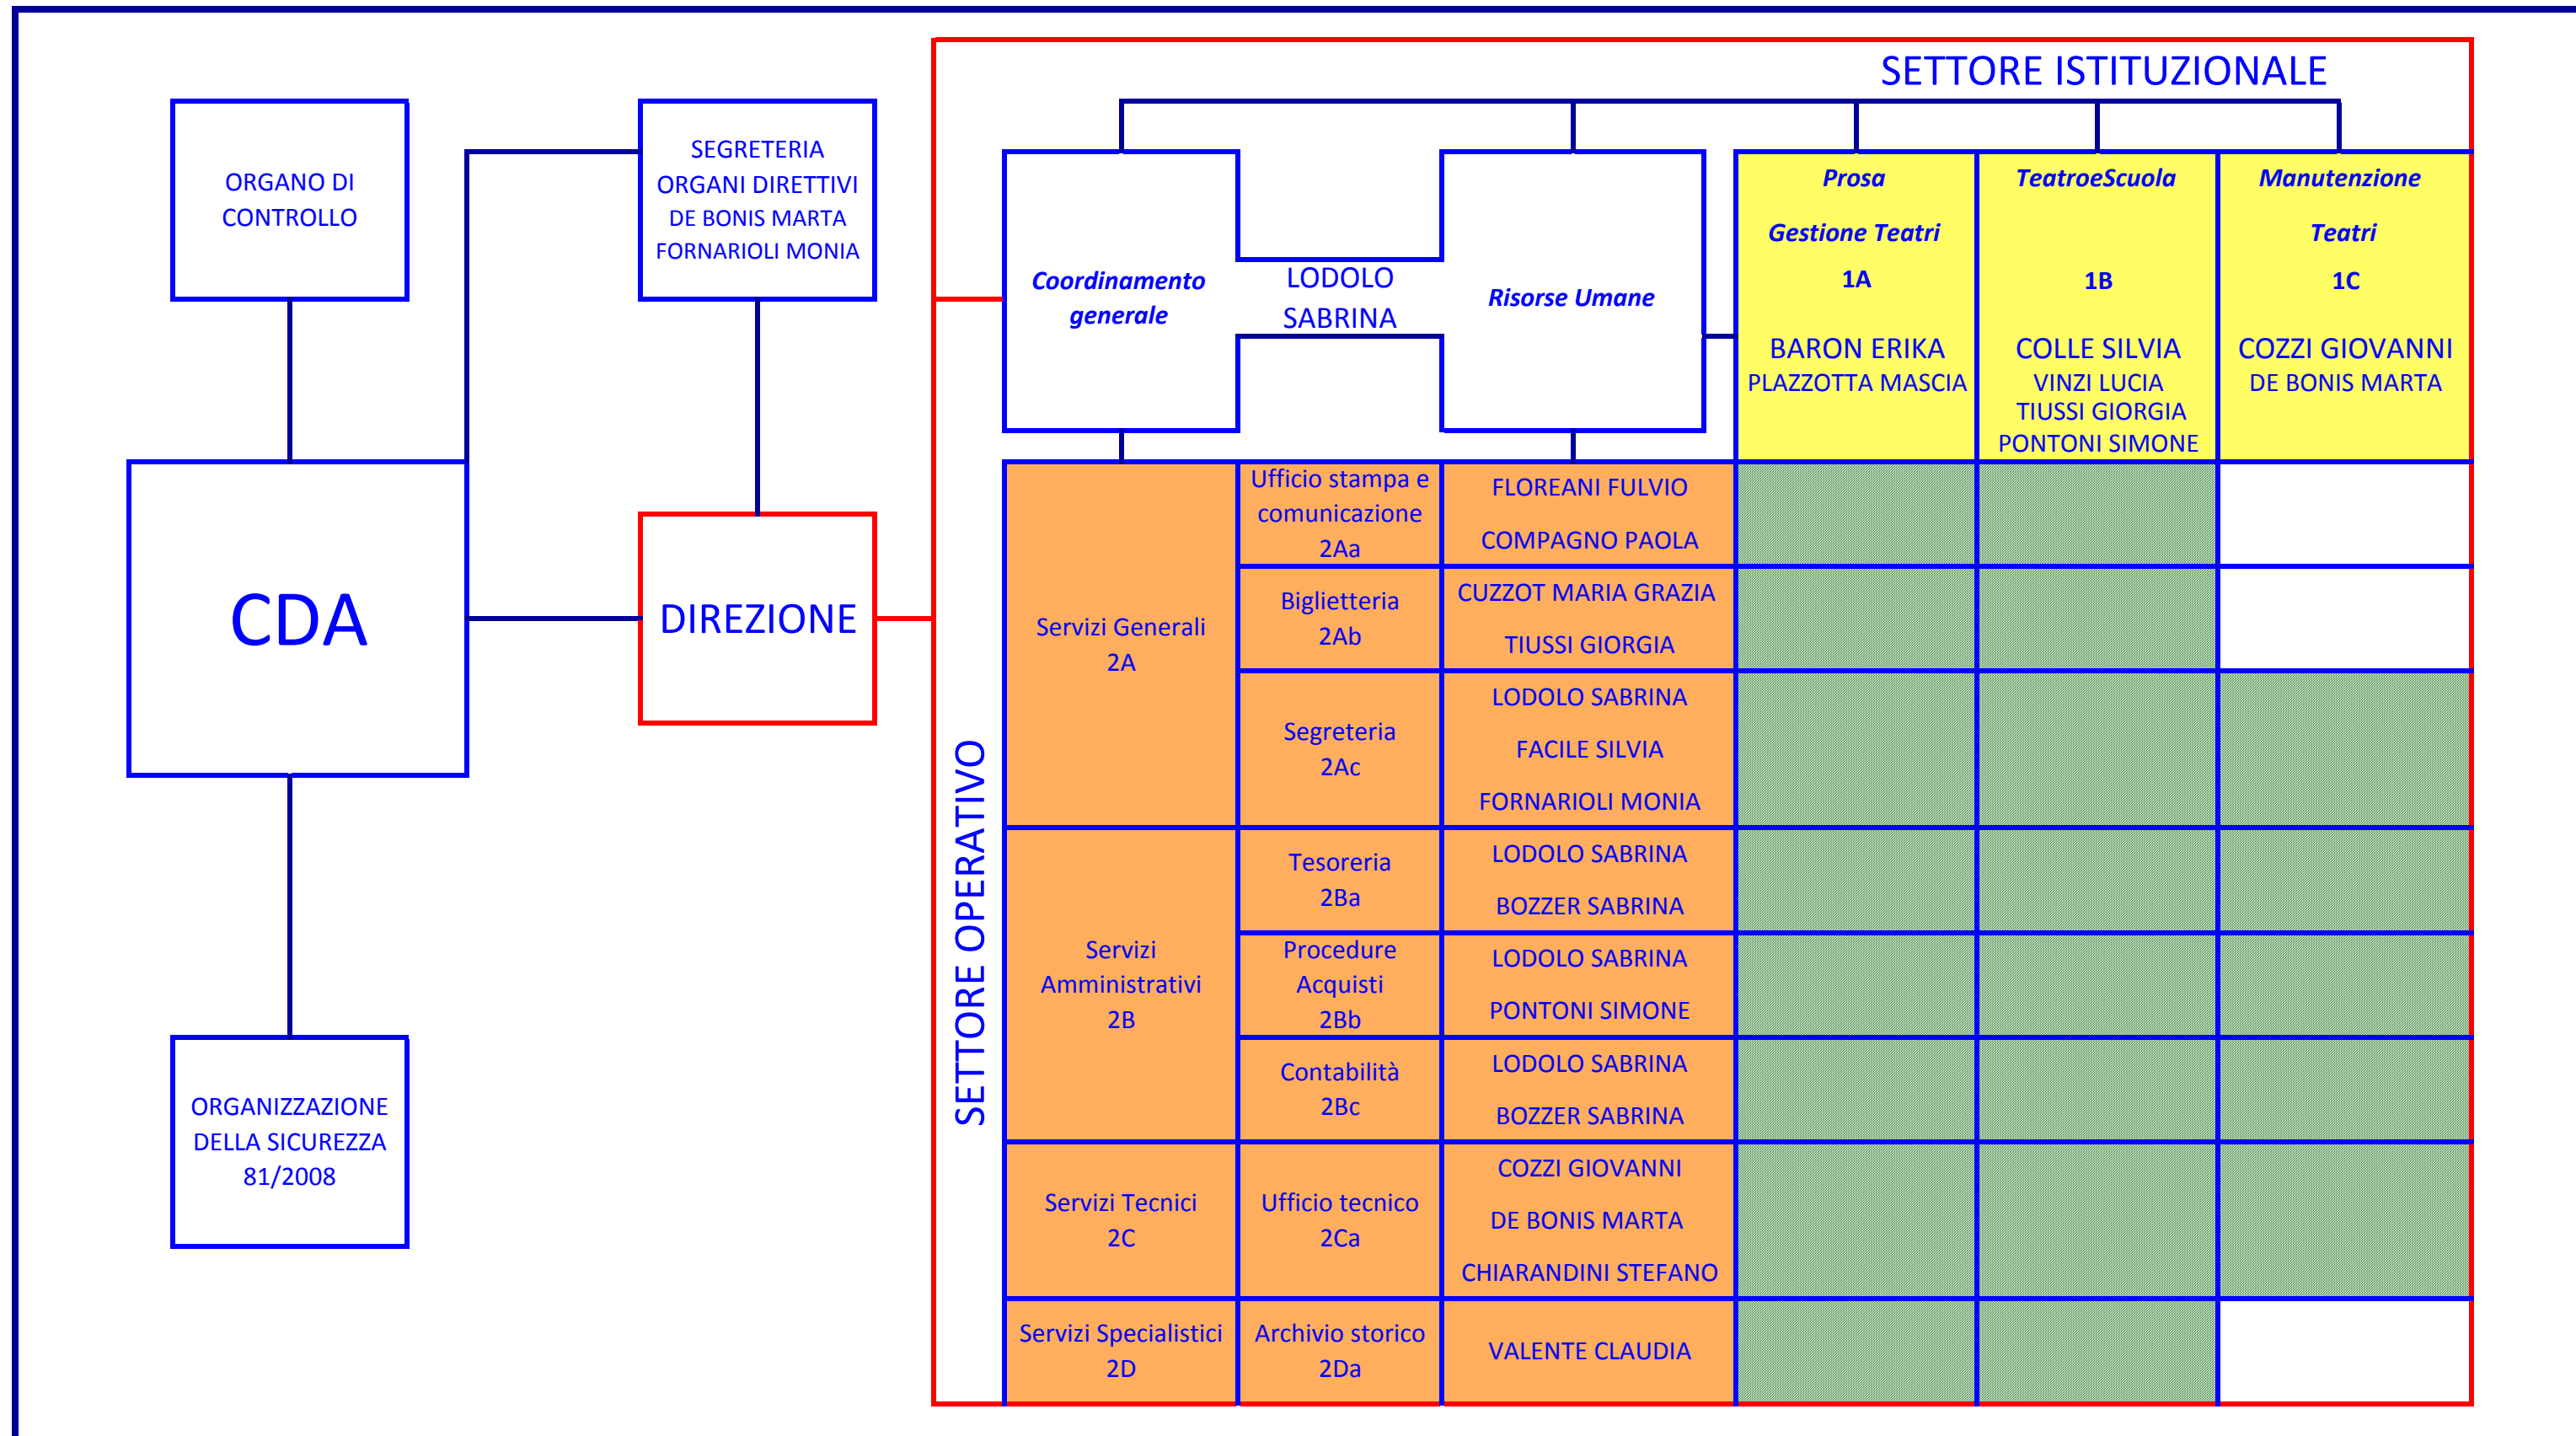 SETTORE ISTITUZIONALE
ORGANO DI
CONTROLLO
SEGRETERIA
ORGANI DIRETTIVI
DE BONIS MARTA
FORNARIOLI MONIA
Coordinamento
generale
LODOLO
SABRINA
Risorse Umane
Prosa
Gestione Teatri
1A
BARON ERIKA
PLAZZOTTA MASCIA
TeatroeScuola
1B
COLLE SILVIA
VINZI LUCIA
TIUSSI GIORGIA
PONTONI SIMONE
Manutenzione
Teatri
1C
COZZI GIOVANNI
DE BONIS MARTA
CDA
DIREZIONE
ORGANIZZAZIONE
DELLA SICUREZZA
81/2008
SETTORE OPERATIVO
Servizi Generali
2A
Ufficio stampa e
comunicazione
2Aa
FLOREANI FULVIO
COMPAGNO PAOLA
Biglietteria
2Ab
CUZZOT MARIA GRAZIA
TIUSSI GIORGIA
Segreteria
2Ac
LODOLO SABRINA
FACILE SILVIA
FORNARIOLI MONIA
Servizi
Amministrativi
2B
Tesoreria
2Ba
LODOLO SABRINA
BOZZER SABRINA
Procedure
Acquisti
2Bb
LODOLO SABRINA
PONTONI SIMONE
Contabilità
2Bc
LODOLO SABRINA
BOZZER SABRINA
Servizi Tecnici
2C
Ufficio tecnico
2Ca
COZZI GIOVANNI
DE BONIS MARTA
CHIARANDINI STEFANO
Servizi Specialistici
2D
Archivio storico
2Da
VALENTE CLAUDIA